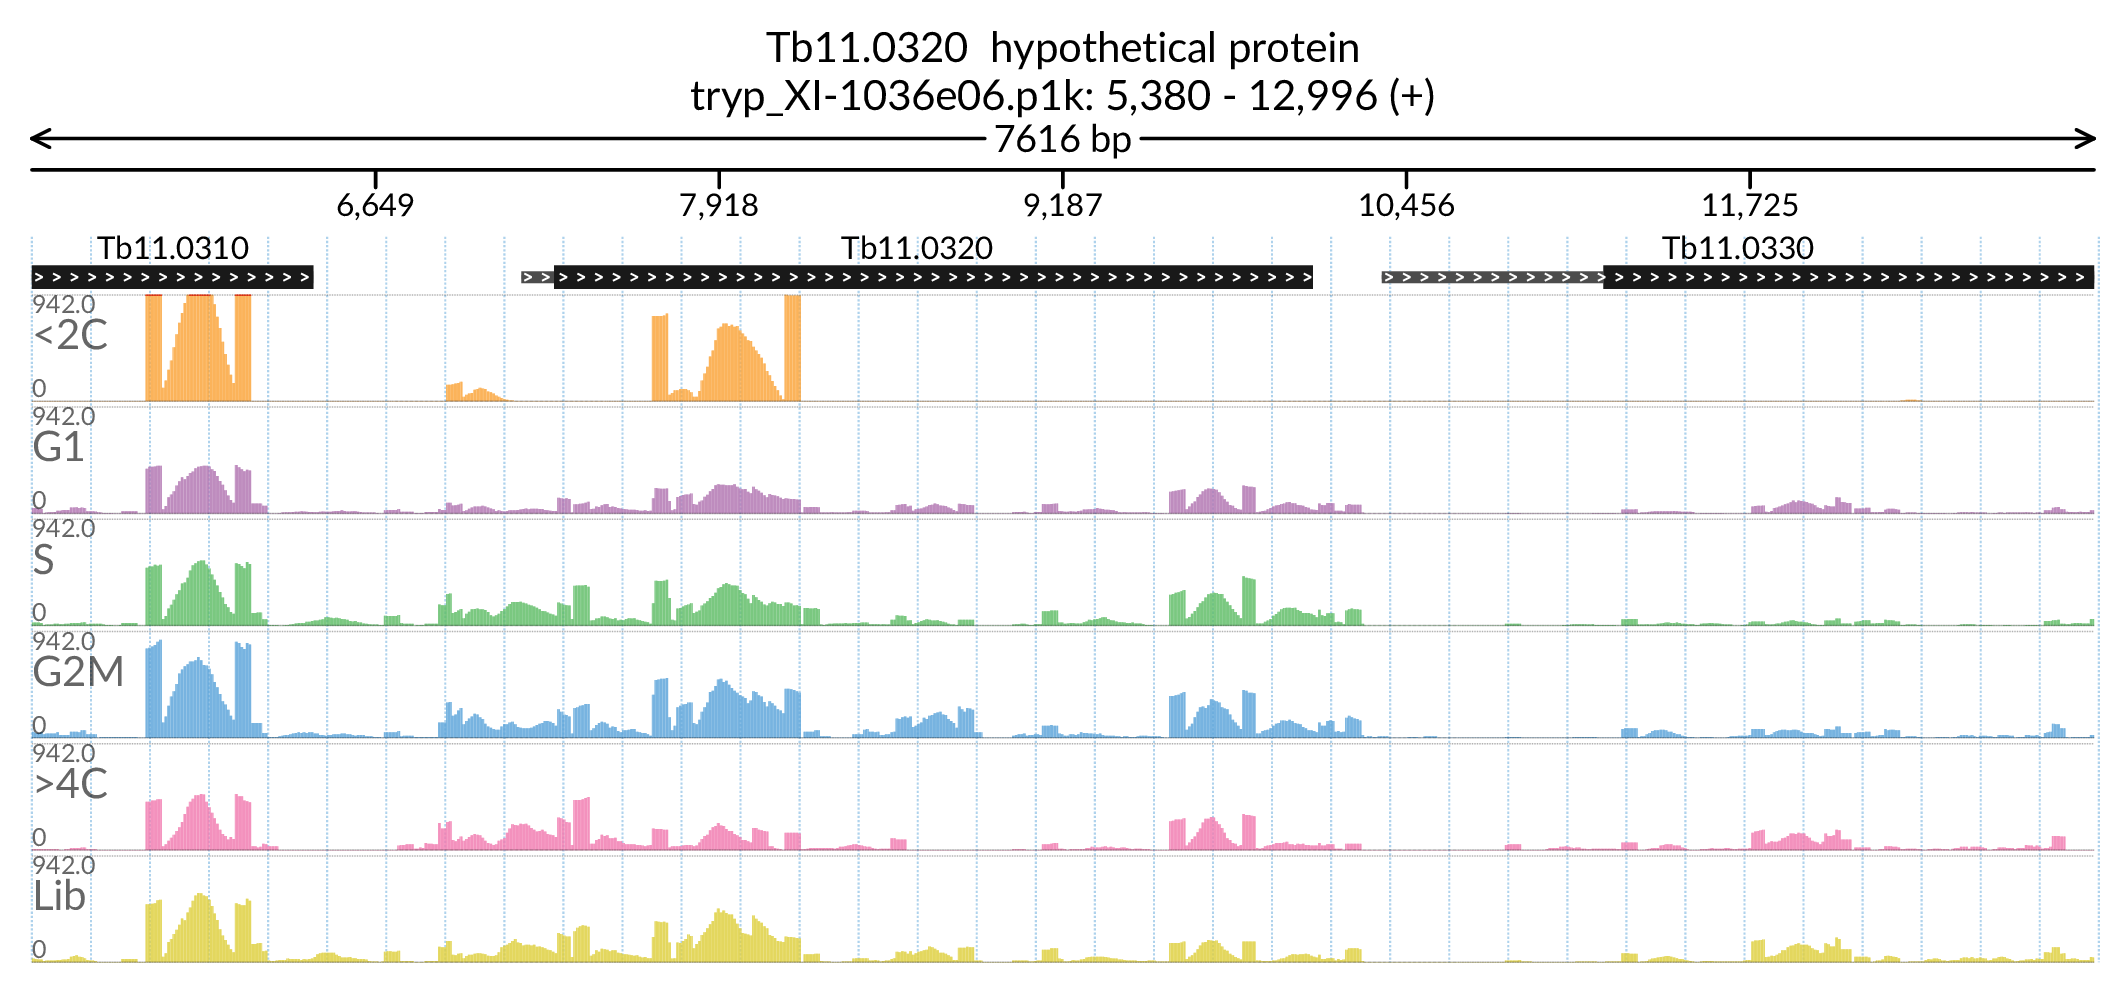 Tb11.0320 hypothetical protein
tryp_XI-1036e06.p1k: 5,380 - 12,996 (+)
7616 bp
6,649 7,918 9,187 10,456 11,725
Tb11.0310 Tb11.0320 Tb11.0330
942.0
<2C
0
942.0
G1
0
942.0
S
0
942.0
G2M
0
942.0
>4C
0
942.0
Lib
0